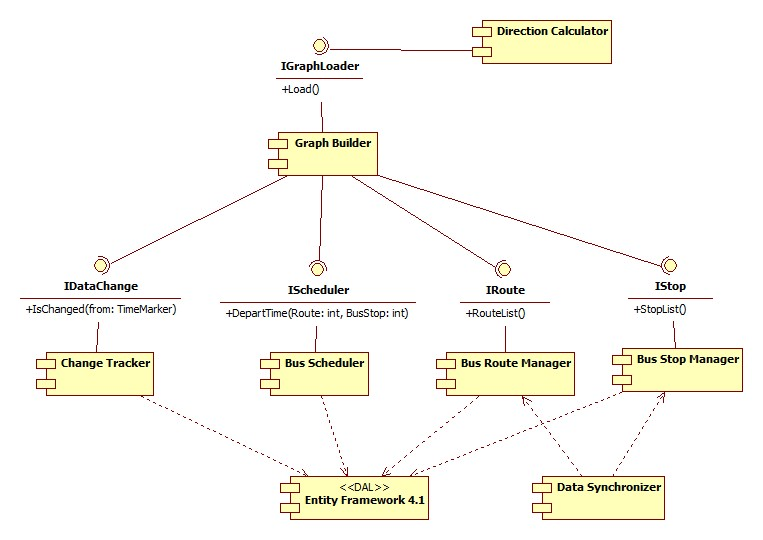 Direction Calculator
IGraphLoader
+Load()
Graph Builder
IDataChange
+IsChanged(from: TimeMarker)
IScheduler
+DepartTime(Route: int, BusStop: int)
IRoute
+RouteList()
IStop
+StopList()
Change Tracker
Bus Scheduler
Bus Route Manager
Bus Stop Manager
<<DAL>>
Entity Framework 4.1
Data Synchronizer